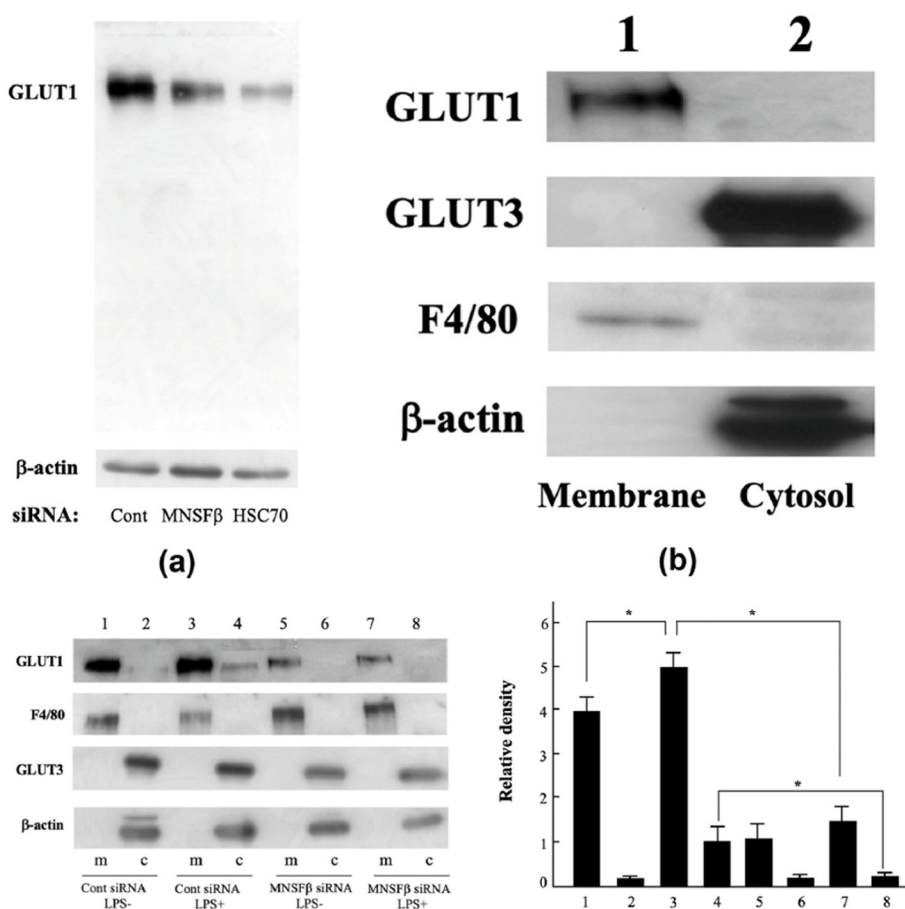 GLUT1
β-actin
siRNA: Cont MNSFβ HSC70
(a)
1 2
GLUT1
GLUT3
F4/80
β-actin
Membrane Cytosol
(b)
1 2 3 4 5 6 7 8
GLUT1
F4/80
GLUT3
β-actin
m c m c m c m c
Cont siRNA Cont siRNA MNSFβ siRNA MNSFβ siRNA
LPS- LPS+ LPS- LPS+
Relative density
6
5
4
3
2
1
0
* *
*
1 2 3 4 5 6 7 8